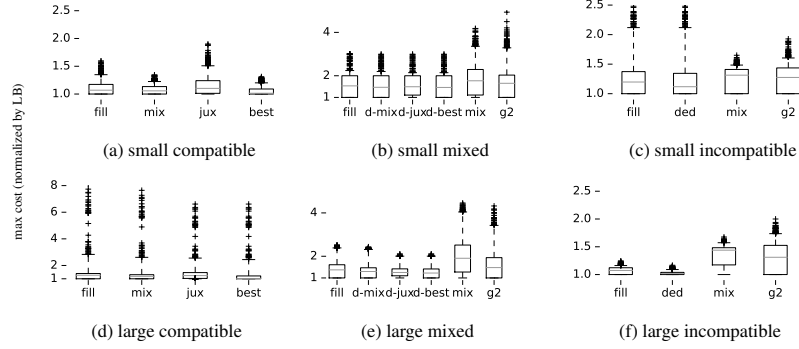 max cost (normalized by LB)
2.5
2.0
1.5
1.0
fill mix jux best
(a) small compatible
4
2
1
fill d-mix d-jux d-best mix g2
(b) small mixed
2.5
2.0
1.5
1.0
fill ded mix g2
(c) small incompatible
8
6
4
2
1
fill mix jux best
(d) large compatible
4
2
1
fill d-mix d-jux d-best mix g2
(e) large mixed
2.5
2.0
1.5
1.0
fill ded mix g2
(f) large incompatible